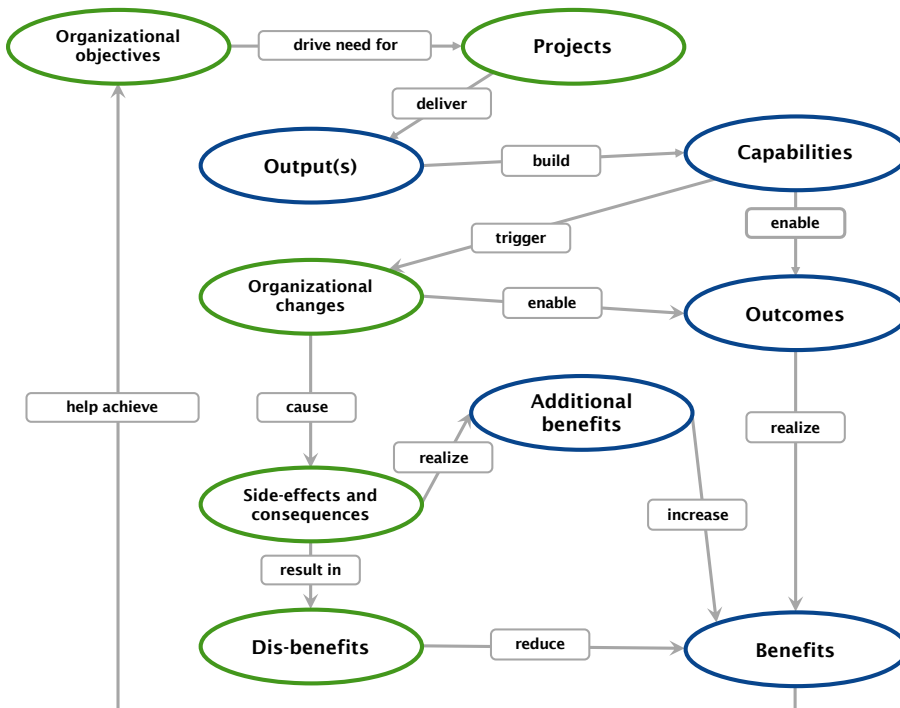 Organizational
objectives
drive need for
Projects
deliver
Output(s)
build
Capabilities
trigger
enable
Organizational
changes
enable
Outcomes
help achieve
cause
Additional
benefits
realize
realize
Side-effects and
consequences
increase
result in
Dis-benefits
reduce
Benefits